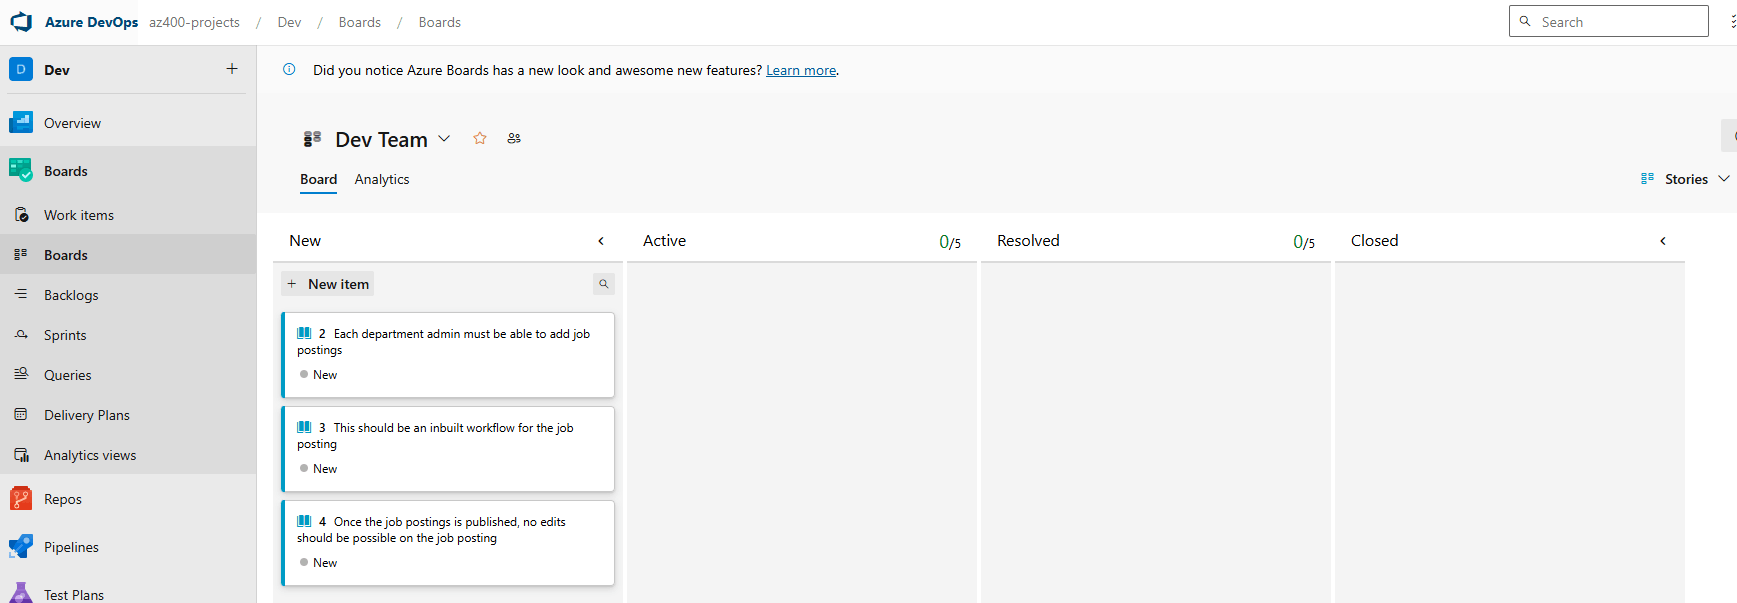 Azure DevOps az400-projects / Dev / Boards / Boards Search
D Dev +
Did you notice Azure Boards has a new look and awesome new features? Learn more.
Overview
Dev Team
Boards
Board Analytics Stories
Work items
New Active 0/5 Resolved 0/5 Closed
Boards
+ New item
Backlogs
2 Each department admin must be able to add job
postings
New
Sprints
Queries
Delivery Plans
3 This should be an inbuilt workflow for the job
posting
New
Analytics views
Repos
4 Once the job postings is published, no edits
should be possible on the job posting
New
Pipelines
Test Plans